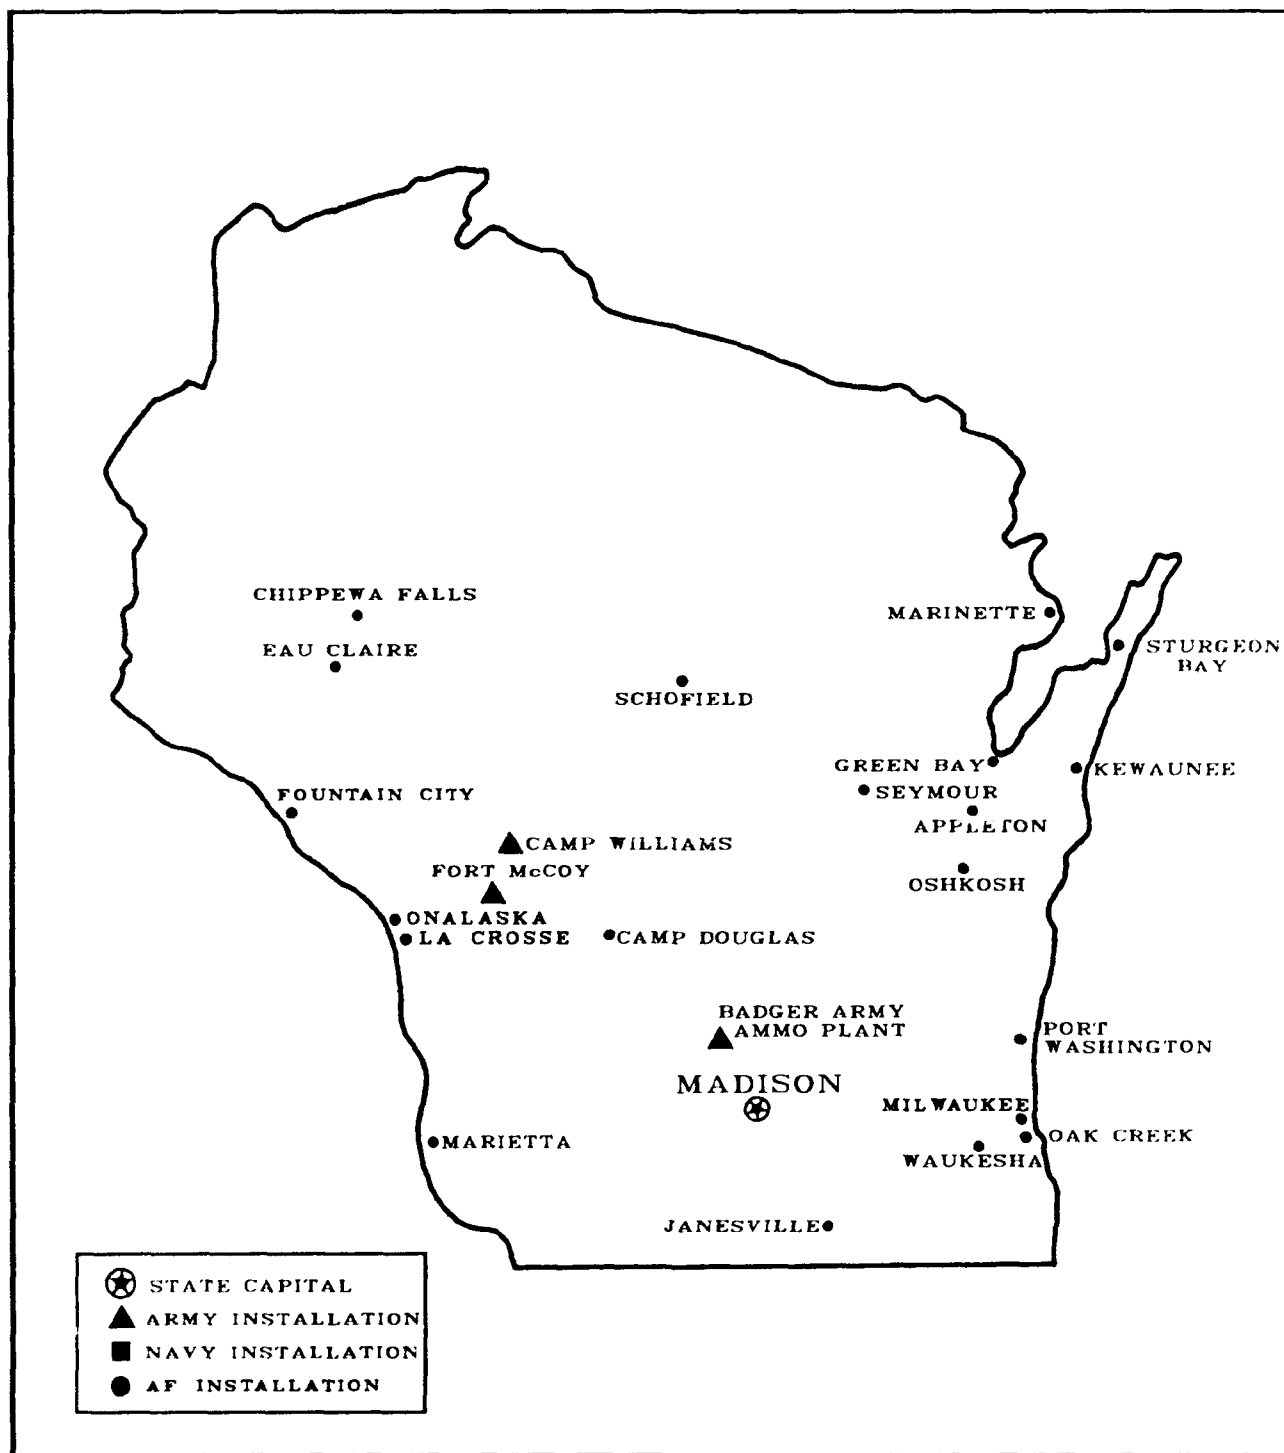 CHIPPEWA FALLS
MARINETTE
EAU CLAIRE
STURGEON
BAY
SCHOFIELD
GREEN BAY
KEWAUNEE
FOUNTAIN CITY
SEYMOUR
APPLETON
CAMP WILLIAMS
FORT McCOY
OSHKOSH
ONALASKA
LA CROSSE
CAMP DOUGLAS
BADGER ARMY
AMMO PLANT
PORT
WASHINGTON
MADISON
MILWAUKEE
OAK CREEK
MARIETTA
WAUKESHA
JANESVILLE
STATE CAPITAL
ARMY INSTALLATION
NAVY INSTALLATION
AF INSTALLATION